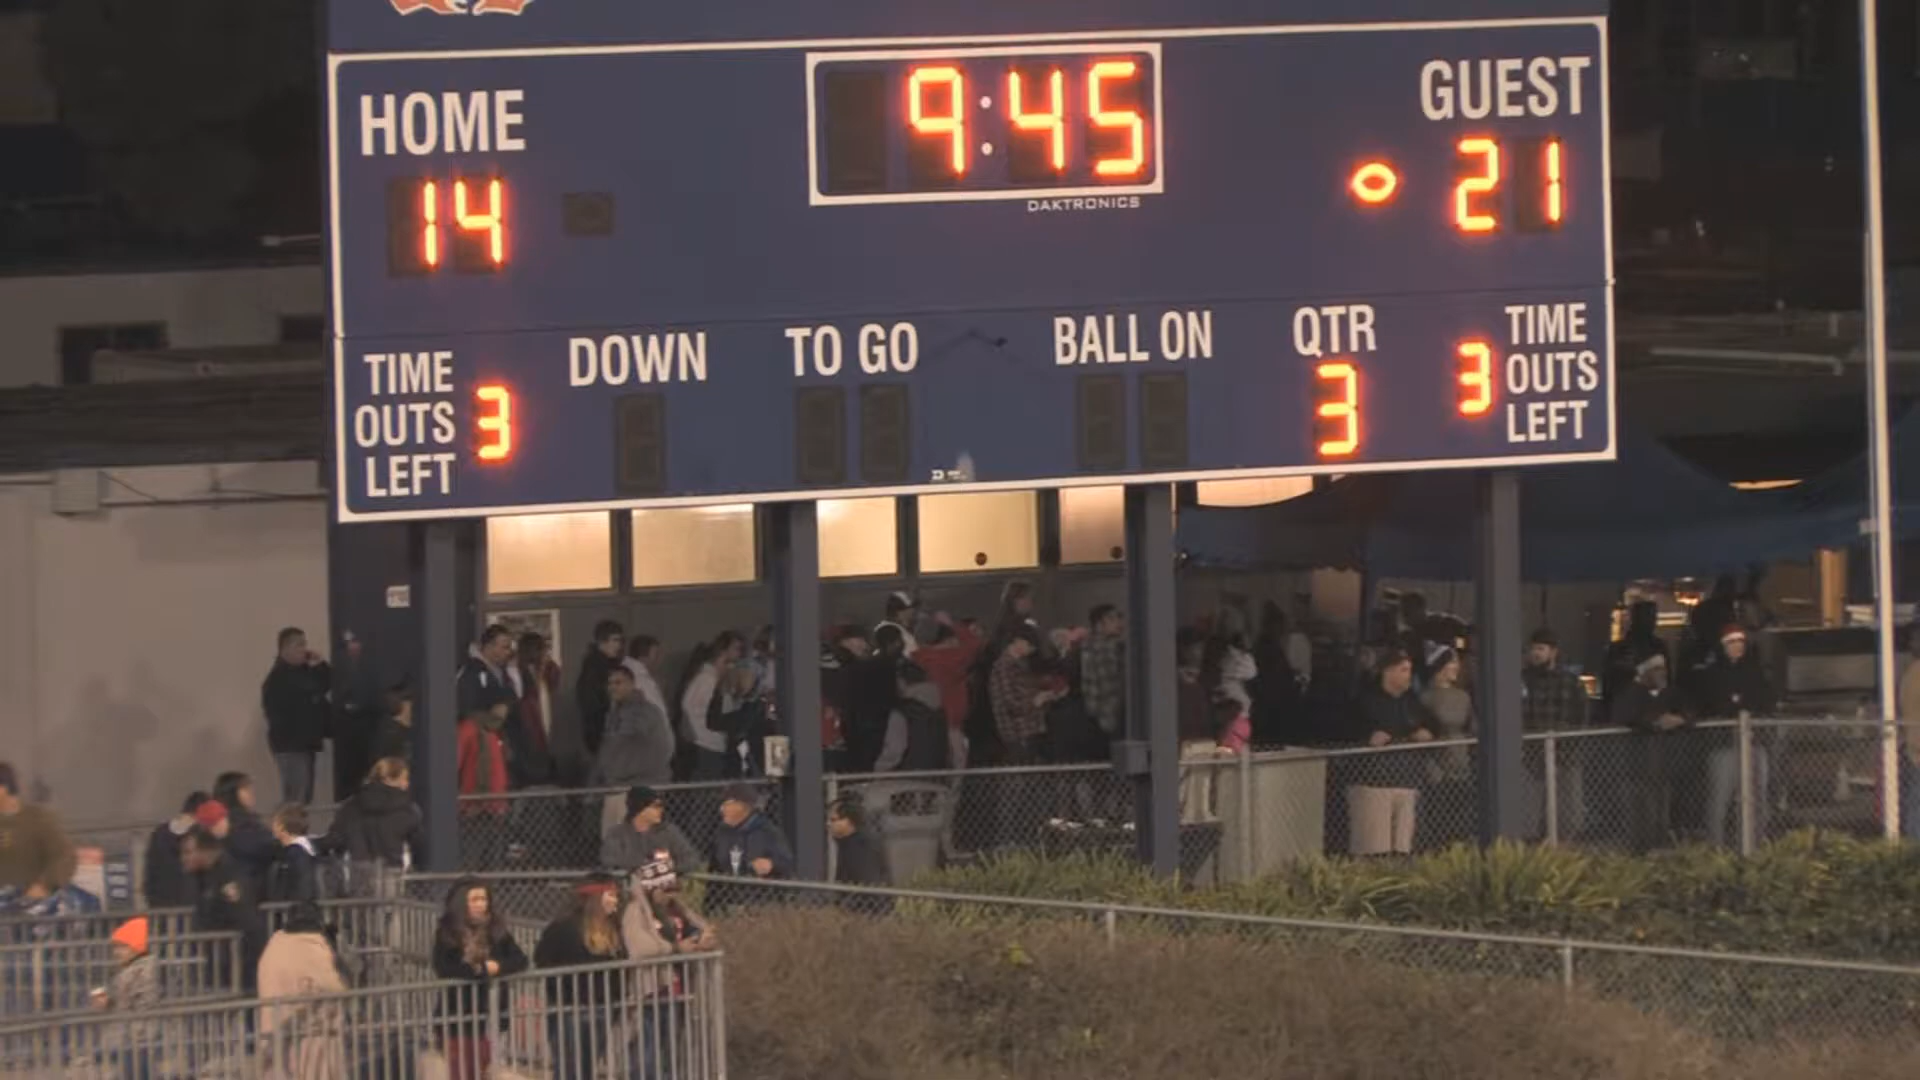 HOME
9:45
GUEST
14
21
DAKTRONICS
TIME
OUTS
LEFT
3
DOWN
TO GO
BALL ON
QTR
3
3
TIME
OUTS
LEFT